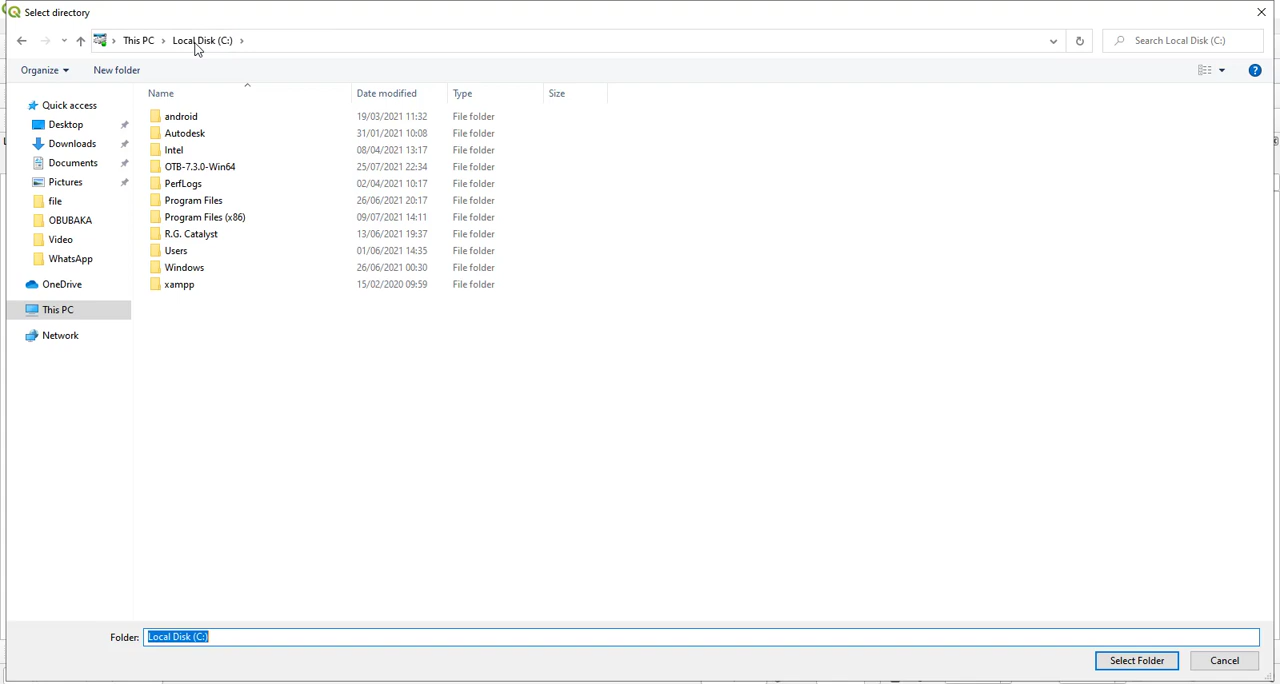 Select directory
This PC > Local Disk (C:) >
Search Local Disk (C:)
Organize
New folder
Name Date modified Type Size
Quick access
Desktop
Downloads
Documents
Pictures
file
OBUBAKA
Video
WhatsApp
OneDrive
This PC
Network
android 19/03/2021 11:32 File folder
Autodesk 31/01/2021 10:08 File folder
Intel 08/04/2021 13:17 File folder
OTB-7.3.0-Win64 25/07/2021 22:34 File folder
PerfLogs 02/04/2021 10:17 File folder
Program Files 26/06/2021 20:17 File folder
Program Files (x86) 09/07/2021 14:11 File folder
R.G. Catalyst 13/06/2021 19:37 File folder
Users 01/06/2021 14:35 File folder
Windows 26/06/2021 00:30 File folder
xampp 15/02/2020 09:59 File folder
Folder: Local Disk (C:)
Select Folder
Cancel